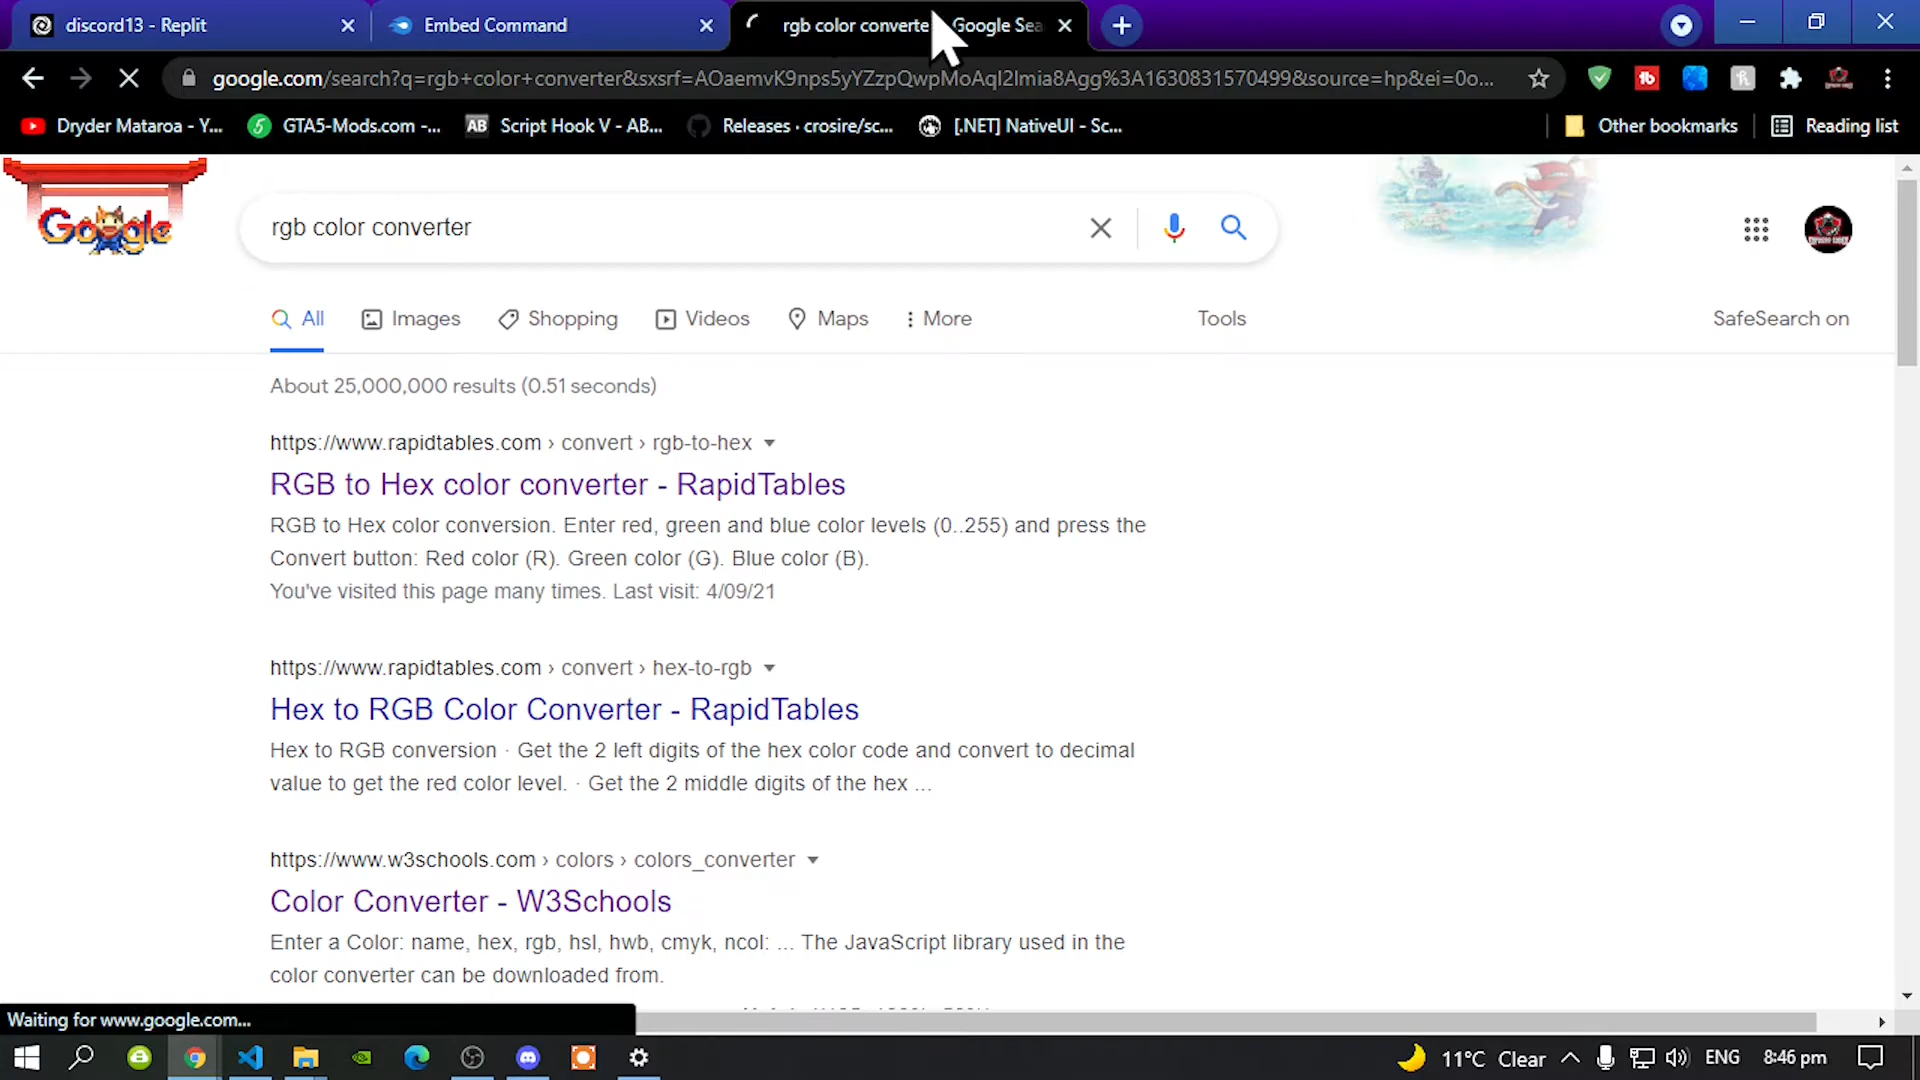 discord13 - Replit
Embed Command
rgb color converte
Google Sea
google.com/search?q=rgb+color+converter&sxsrf=AOaemvK9nps5yYZzpQwpMoAqI2Imia8Agg%3A1630831570499&source=hp&ei=0o...
Dryder Mataroa - Y...
GTA5-Mods.com -...
AB
Script Hook V - AB...
Releases · crosire/sc...
[.NET] NativeUI - Sc...
Other bookmarks
Reading list
Google
rgb color converter
All
Images
Shopping
Videos
Maps
More
Tools
SafeSearch on
About 25,000,000 results (0.51 seconds)
https://www.rapidtables.com › convert › rgb-to-hex
RGB to Hex color converter - RapidTables
RGB to Hex color conversion. Enter red, green and blue color levels (0..255) and press the
Convert button: Red color (R). Green color (G). Blue color (B).
You've visited this page many times. Last visit: 4/09/21
https://www.rapidtables.com › convert › hex-to-rgb
Hex to RGB Color Converter - RapidTables
Hex to RGB conversion · Get the 2 left digits of the hex color code and convert to decimal
value to get the red color level. · Get the 2 middle digits of the hex ...
https://www.w3schools.com › colors › colors_converter
Color Converter - W3Schools
Enter a Color: name, hex, rgb, hsl, hwb, cmyk, ncol: ... The JavaScript library used in the
color converter can be downloaded from.
Waiting for www.google.com...
11°C Clear
ENG
8:46 pm